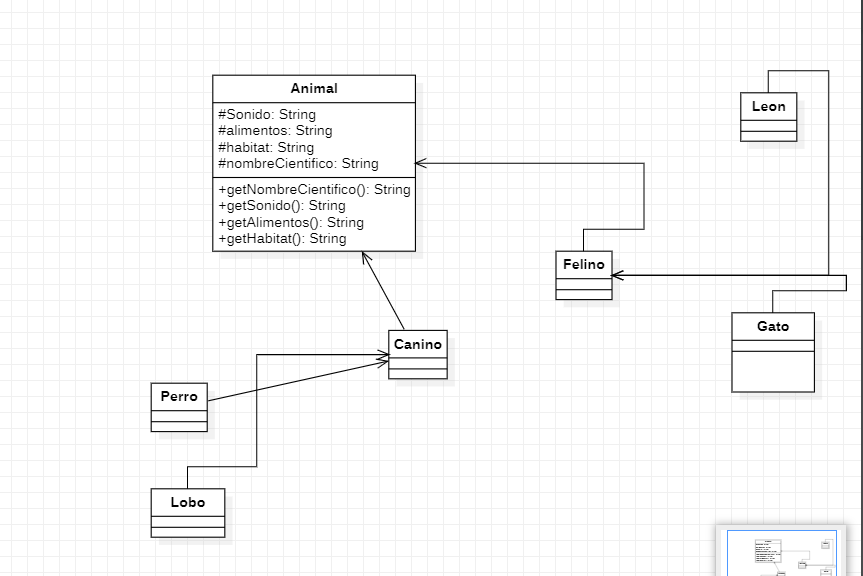 Animal
#Sonido: String
#alimentos: String
#habitat: String
#nombreCientifico: String
+getNombreCientifico(): String
+getSonido(): String
+getAlimentos(): String
+getHabitat(): String
Leon
Felino
Gato
Canino
Perro
Lobo